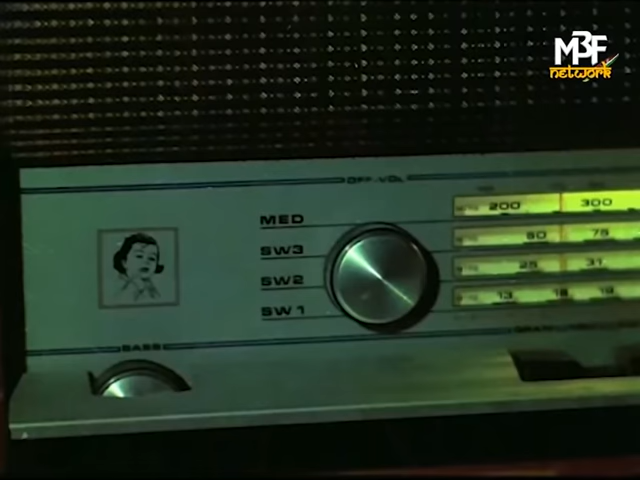 MBF
network
OFF-VOL
MED
SW3
SW2
SW1
200 300
60 75
25 31
13 16 19
BASS